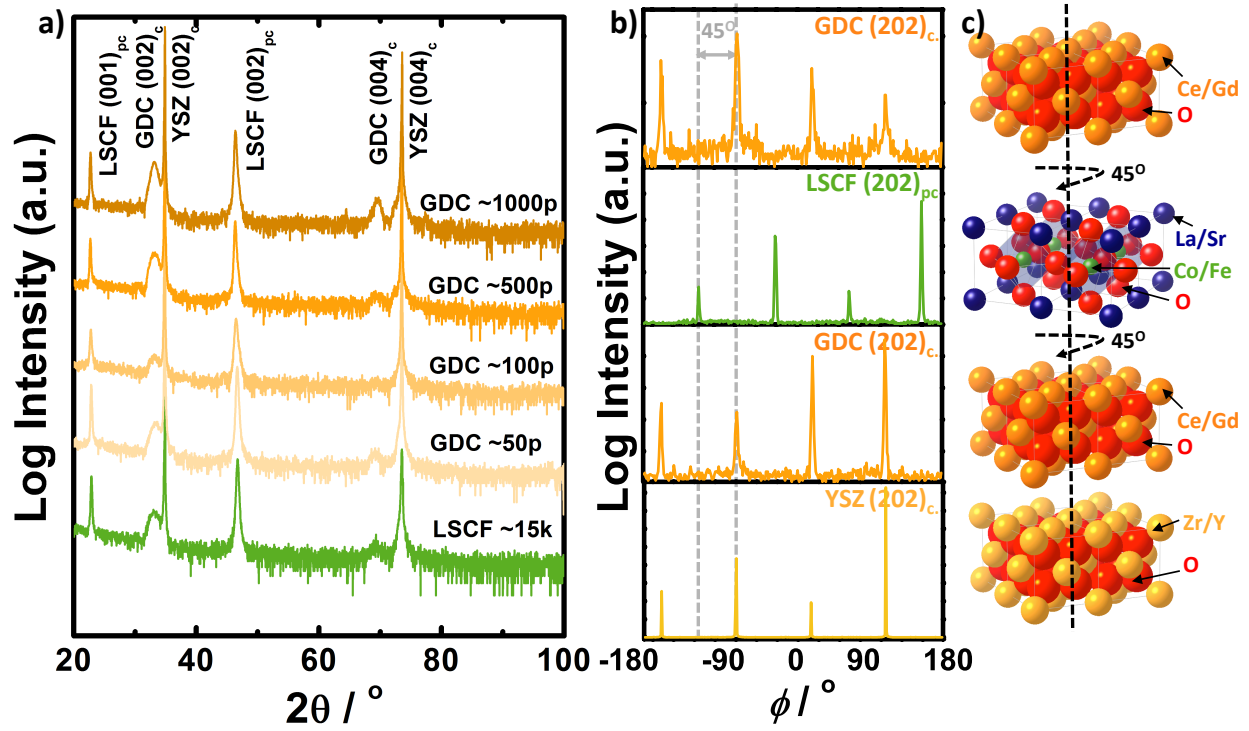 a)
LSCF (001)pc
GDC (002)c
YSZ (002)c
LSCF (002)pc
GDC (004)c
YSZ (004)c
GDC ~1000p
GDC ~500p
GDC ~100p
GDC ~50p
LSCF ~15k
Log Intensity (a.u.)
20 40 60 80 100
2θ / °
b)
45O
GDC (202)c.
LSCF (202)pc
GDC (202)c.
YSZ (202)c.
Log Intensity (a.u.)
-180 -90 0 90 180
ϕ / °
c)
Ce/Gd
O
45O
La/Sr
Co/Fe
O
45O
Ce/Gd
O
Zr/Y
O